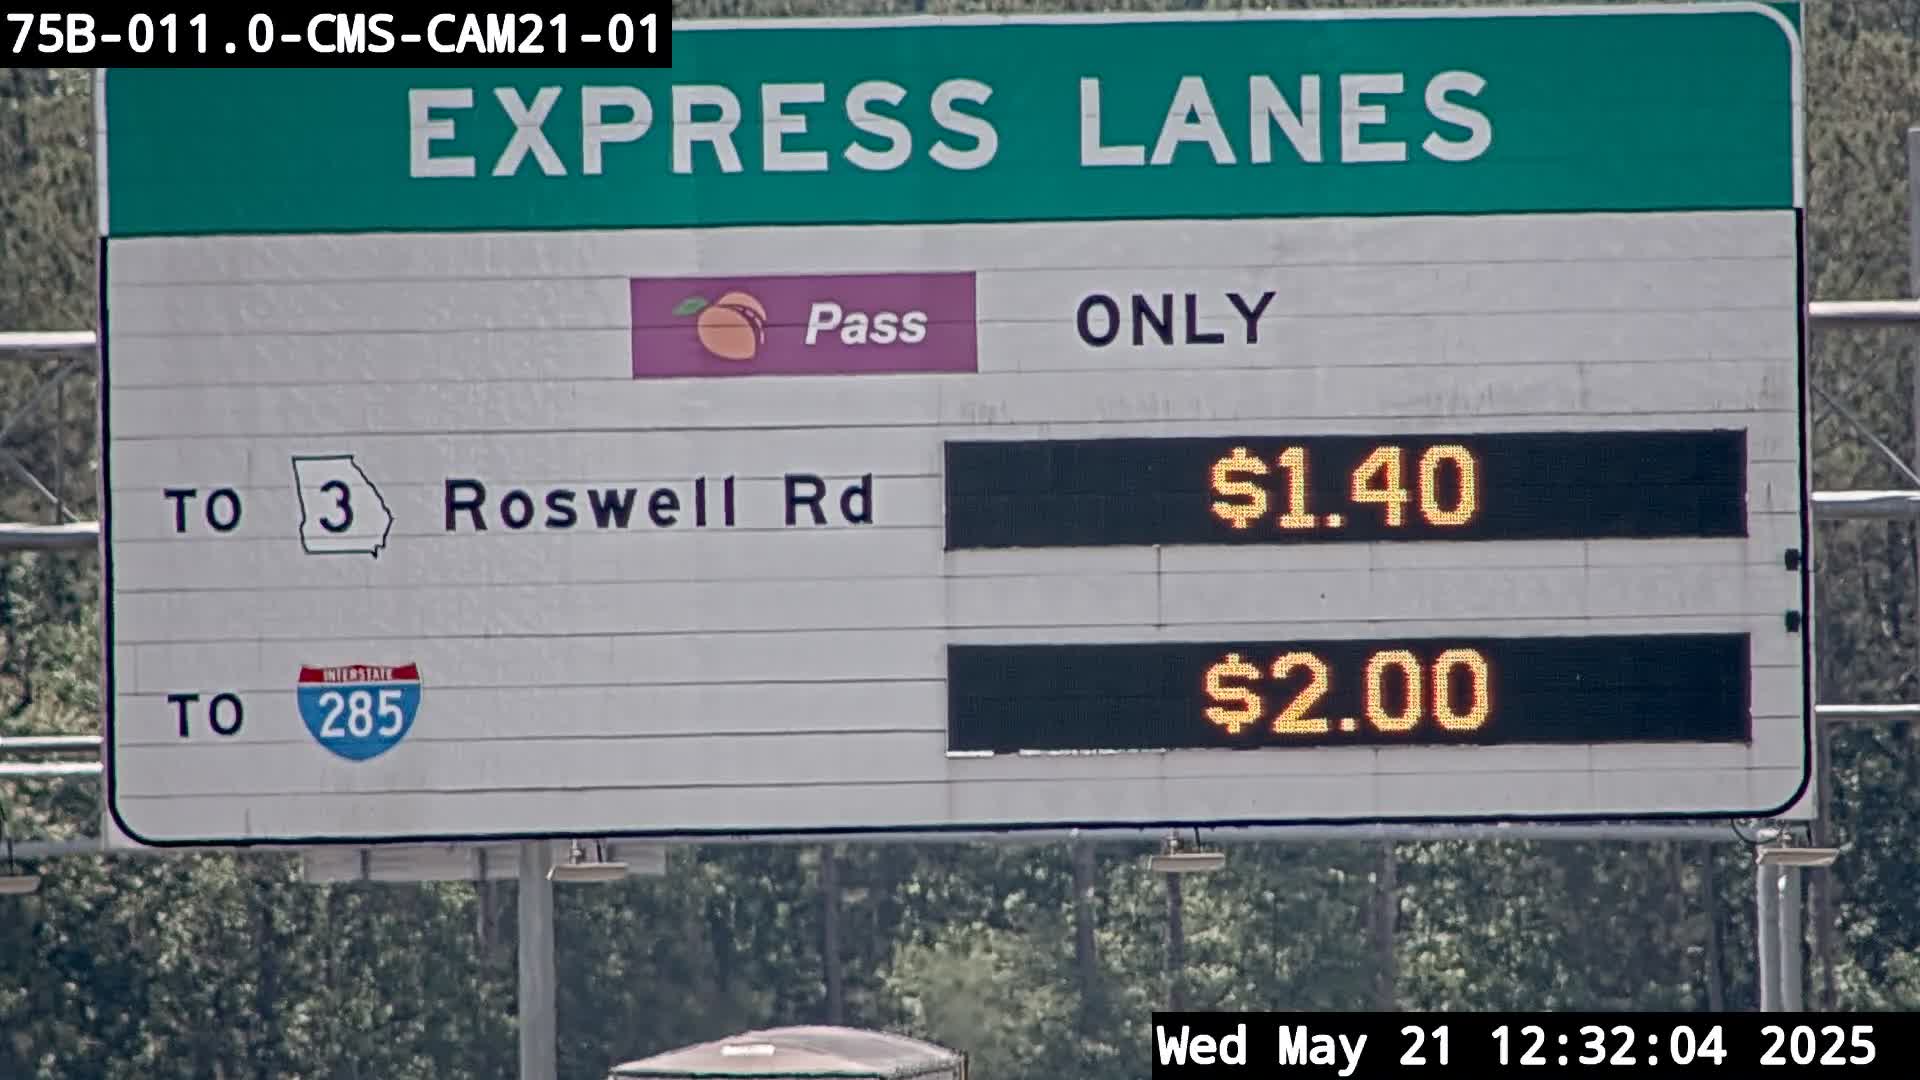 75B-011.0-CMS-CAM21-01
EXPRESS LANES
Pass ONLY
TO 3 Roswell Rd $1.40
INTERSTATE
TO 285 $2.00
Wed May 21 12:32:04 2025